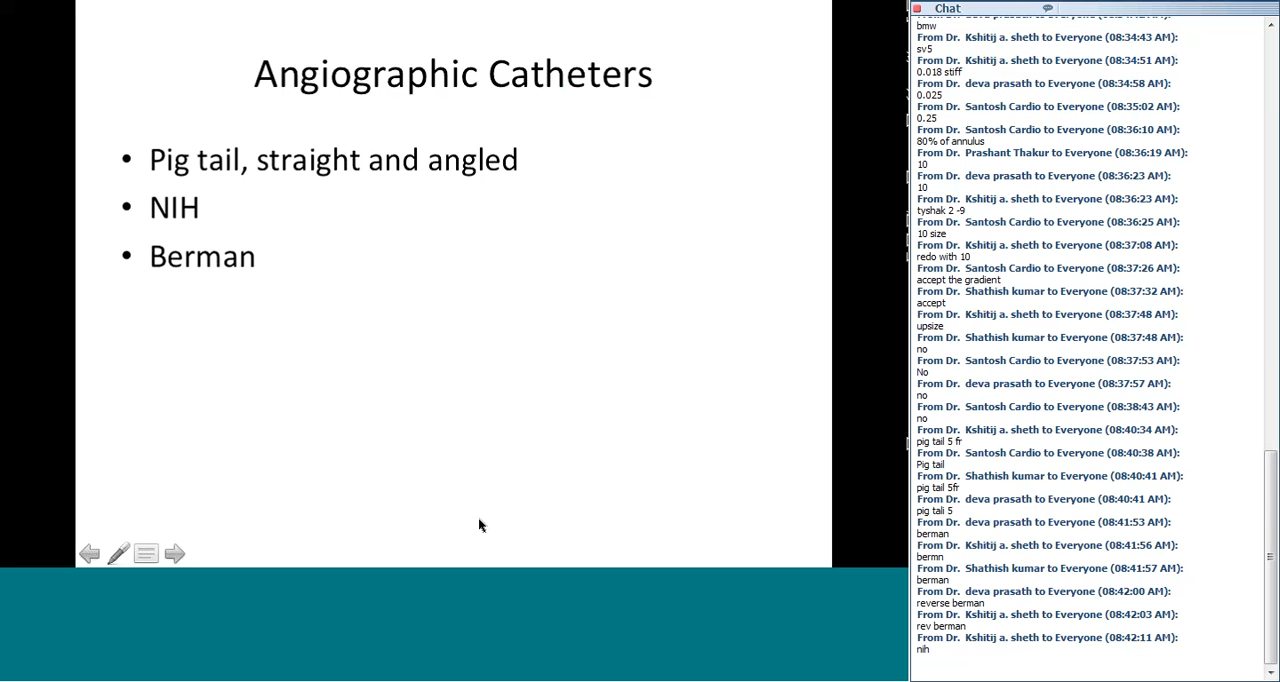 Angiographic Catheters
• Pig tail, straight and angled
• NIH
• Berman
Chat
bmw
From Dr. Kshitij a. sheth to Everyone (08:34:43 AM):
sv5
From Dr. Kshitij a. sheth to Everyone (08:34:51 AM):
0.018 stiff
From Dr. deva prasath to Everyone (08:34:58 AM):
0.025
From Dr. Santosh Cardio to Everyone (08:35:02 AM):
0.25
From Dr. Santosh Cardio to Everyone (08:36:10 AM):
80% of annulus
From Dr. Prashant Thakur to Everyone (08:36:19 AM):
10
From Dr. deva prasath to Everyone (08:36:23 AM):
10
From Dr. Kshitij a. sheth to Everyone (08:36:23 AM):
tyshak 2 -9
From Dr. Santosh Cardio to Everyone (08:36:25 AM):
10 size
From Dr. Kshitij a. sheth to Everyone (08:37:08 AM):
redo with 10
From Dr. Santosh Cardio to Everyone (08:37:26 AM):
accept the gradient
From Dr. Shathish kumar to Everyone (08:37:32 AM):
accept
From Dr. Kshitij a. sheth to Everyone (08:37:48 AM):
upsize
From Dr. Shathish kumar to Everyone (08:37:48 AM):
no
From Dr. Santosh Cardio to Everyone (08:37:53 AM):
No
From Dr. deva prasath to Everyone (08:37:57 AM):
no
From Dr. Santosh Cardio to Everyone (08:38:43 AM):
no
From Dr. Kshitij a. sheth to Everyone (08:40:34 AM):
pig tail 5 fr
From Dr. Santosh Cardio to Everyone (08:40:38 AM):
Pig tail
From Dr. Shathish kumar to Everyone (08:40:41 AM):
pig tail 5fr
From Dr. deva prasath to Everyone (08:40:41 AM):
pig tali 5
From Dr. deva prasath to Everyone (08:41:53 AM):
berman
From Dr. Kshitij a. sheth to Everyone (08:41:56 AM):
bermn
From Dr. Shathish kumar to Everyone (08:41:57 AM):
berman
From Dr. deva prasath to Everyone (08:42:00 AM):
reverse berman
From Dr. Kshitij a. sheth to Everyone (08:42:03 AM):
rev berman
From Dr. Kshitij a. sheth to Everyone (08:42:11 AM):
nih